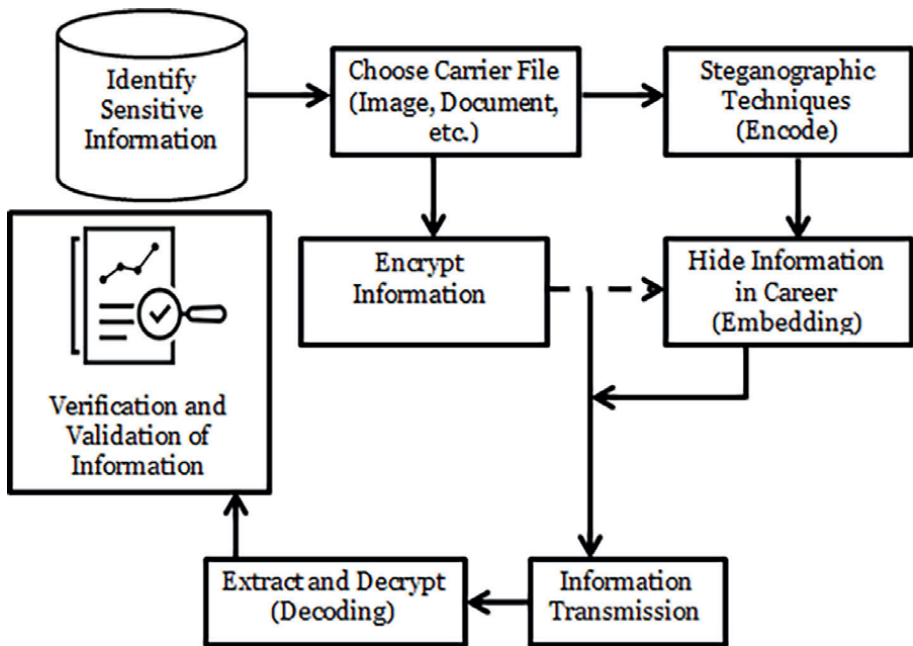 Identify
Sensitive
Information
Choose Carrier File
(Image, Document,
etc.)
Steganographic
Techniques
(Encode)
Encrypt
Information
Hide Information
in Career
(Embedding)
Verification and
Validation of
Information
Extract and Decrypt
(Decoding)
Information
Transmission